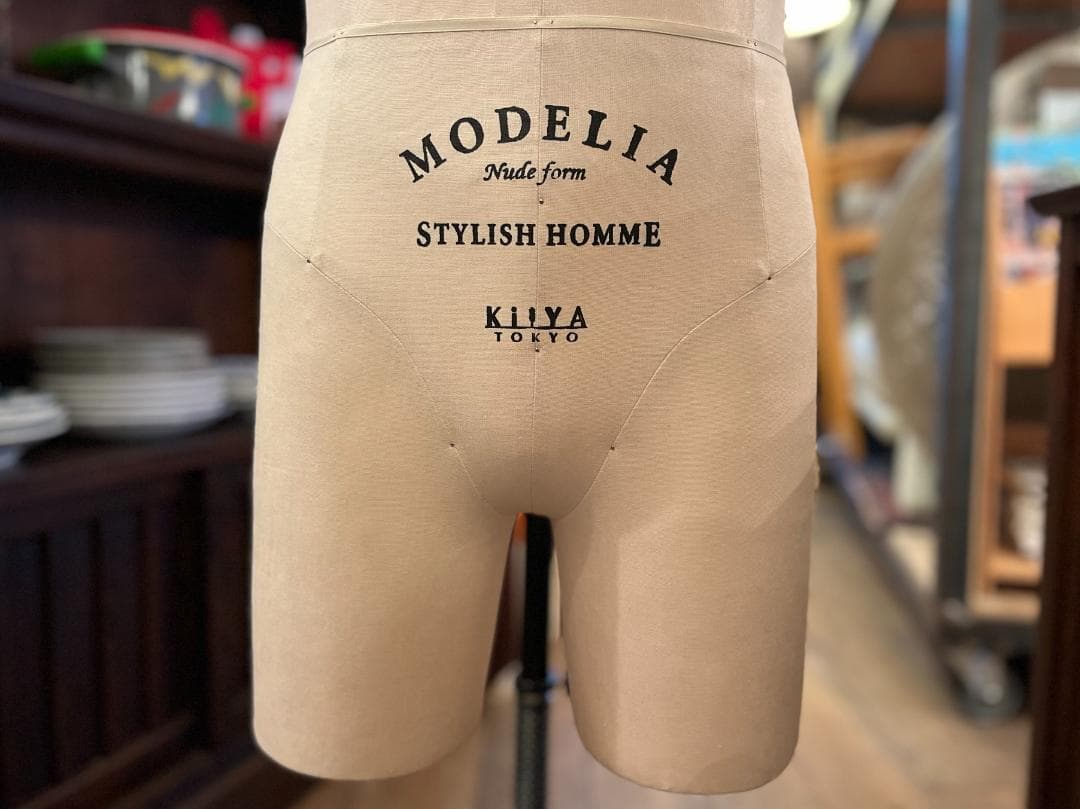 MODELIA
Nude form
STYLISH HOMME
KiiYA
TOKYO